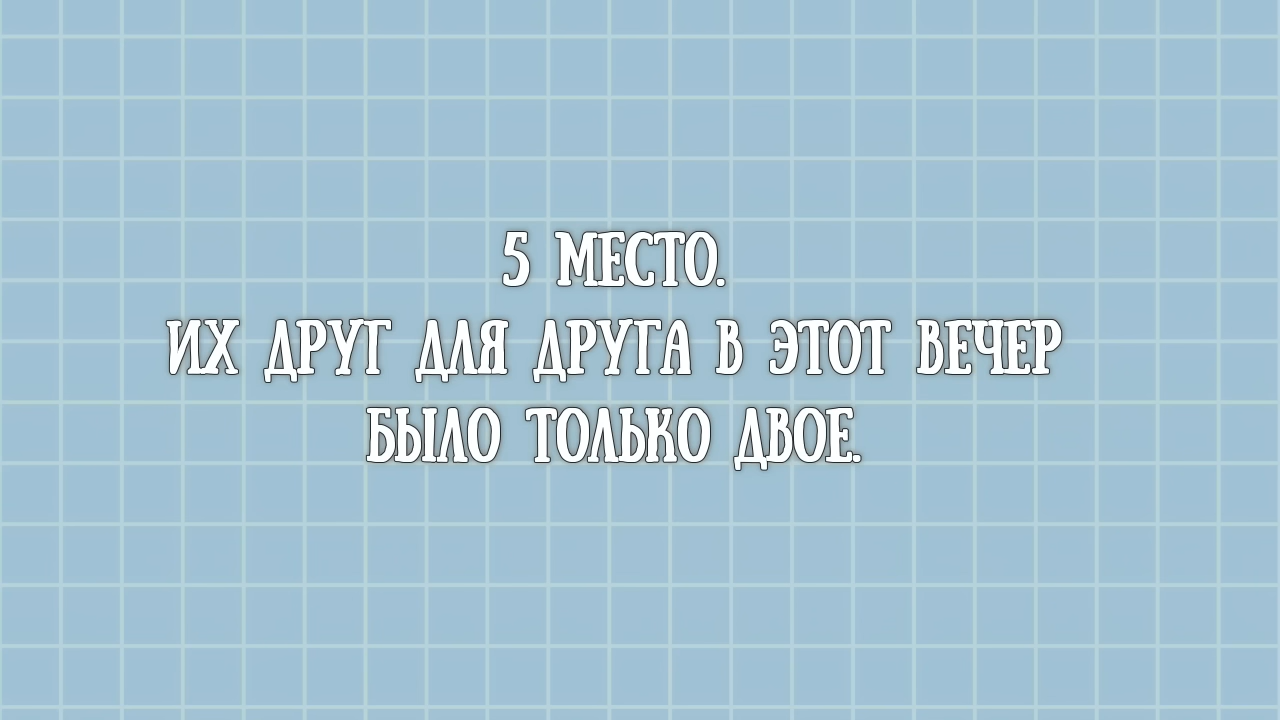 5 МЕСТО.
ИХ ДРУГ ДЛЯ ДРУГА В ЭТОТ ВЕЧЕР
БЫЛО ТОЛЬКО ДВОЕ.